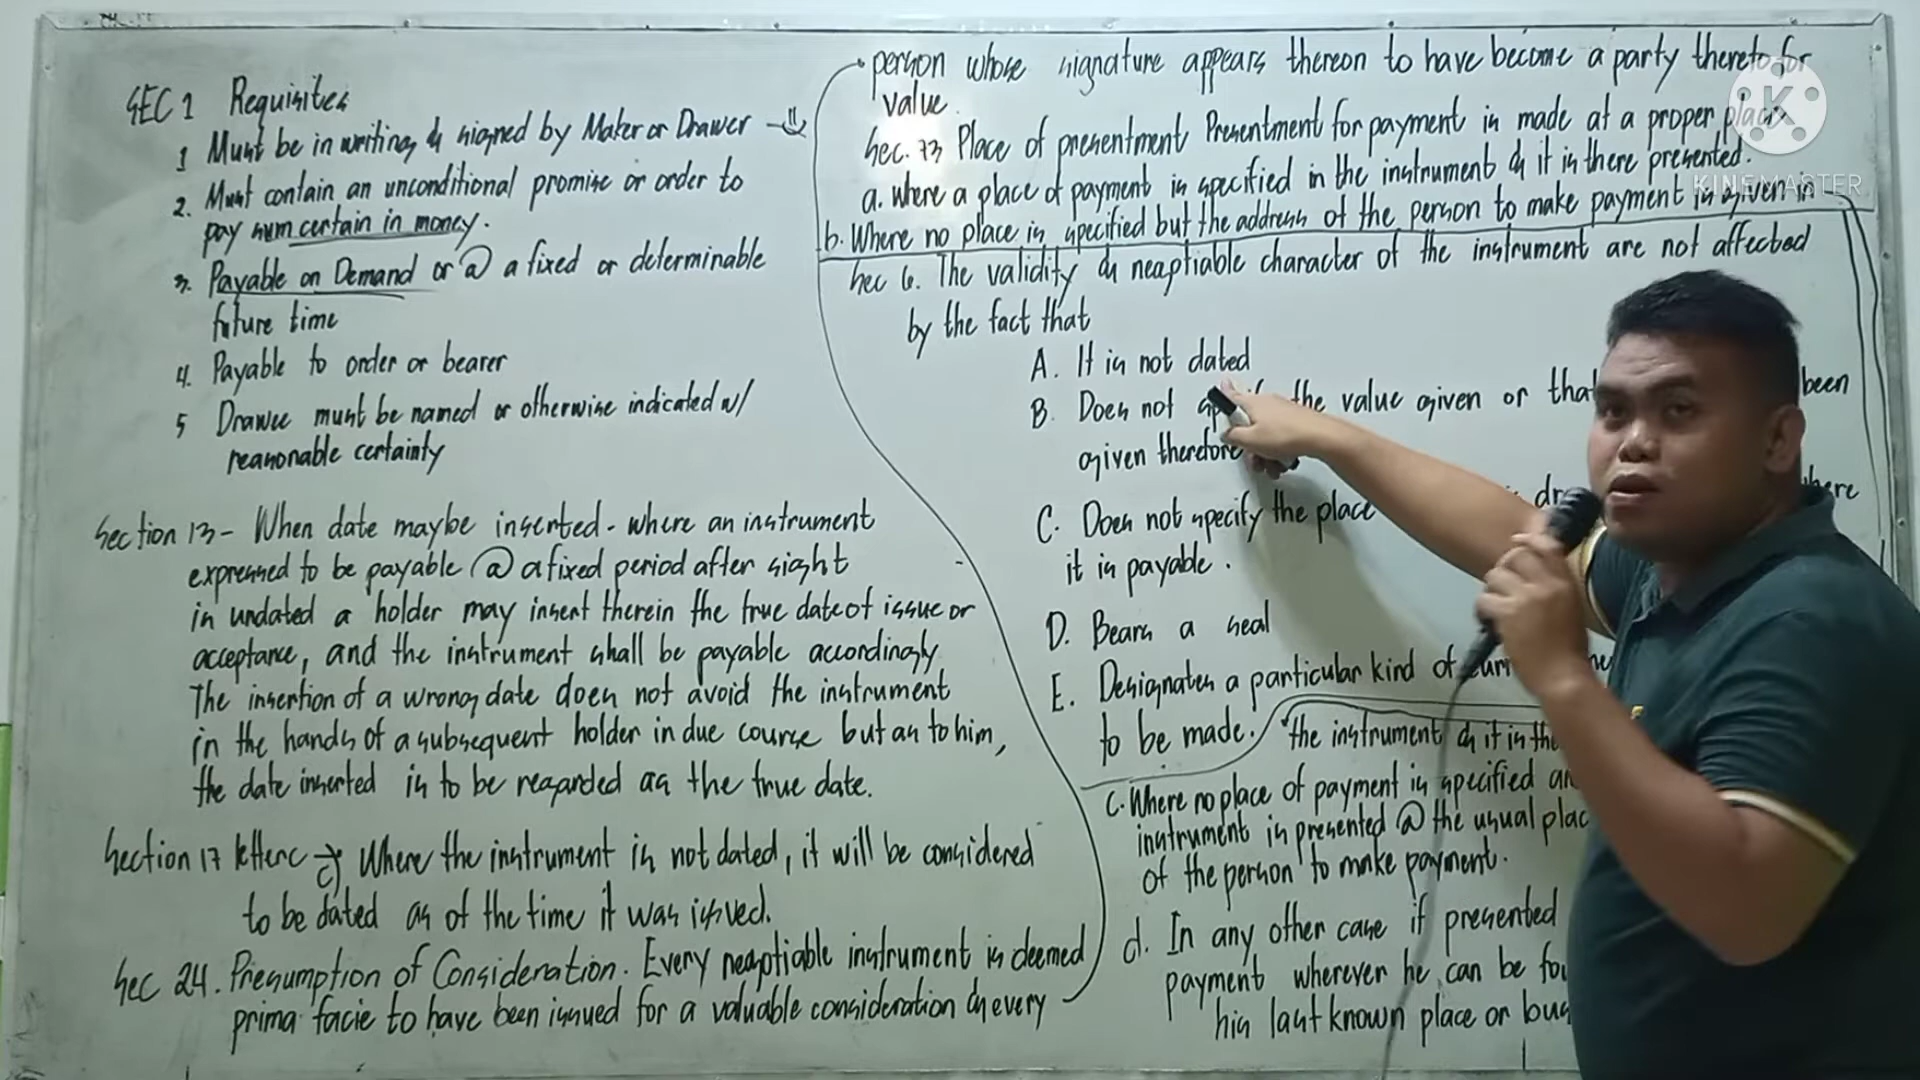 SEC 1 Requisites
1 Must be in writing & signed by Maker or Drawer
2. Must contain an unconditional promise or order to
pay sum certain in money.
3. Payable on Demand or @ a fixed or determinable
future time
4. Payable to order or bearer
5 Drawee must be named or otherwise indicated w/
reasonable certainty
Section 13 - When date maybe inserted - where an instrument
expressed to be payable @ a fixed period after sight
is undated a holder may insert therein the true date of issue or
acceptance, and the instrument shall be payable accordingly
The insertion of a wrong date does not avoid the instrument
in the hands of a subsequent holder in due course but as to him,
the date inserted is to be regarded as the true date.
Section 17 letter c Where the instrument is not dated, it will be considered
to be dated as of the time it was issued.
Sec 24. Presumption of Consideration. Every negotiable instrument is deemed
prima facie to have been issued for a valuable consideration & every
person whose signature appears thereon to have become a party thereto for
value.
Sec. 73 Place of presentment Presentment for payment is made at a proper place
a. where a place of payment is specified in the instrument & it is there presented.
b. Where no place is specified but the address of the person to make payment is given in
Sec 6. The validity & negotiable character of the instrument are not affected
by the fact that
A. It is not dated
B. Does not the value given or that been
given therefore
C. Does not specify the place here
it is payable.
D. Bears a seal
E. Designates a particular kind of
to be made.
the instrument & it is
c. Where no place of payment is specified
instrument is presented @ the usual
of the person to make payment.
d. In any other case if presented
payment wherever he can be
his last known place or
K
KINEMASTER